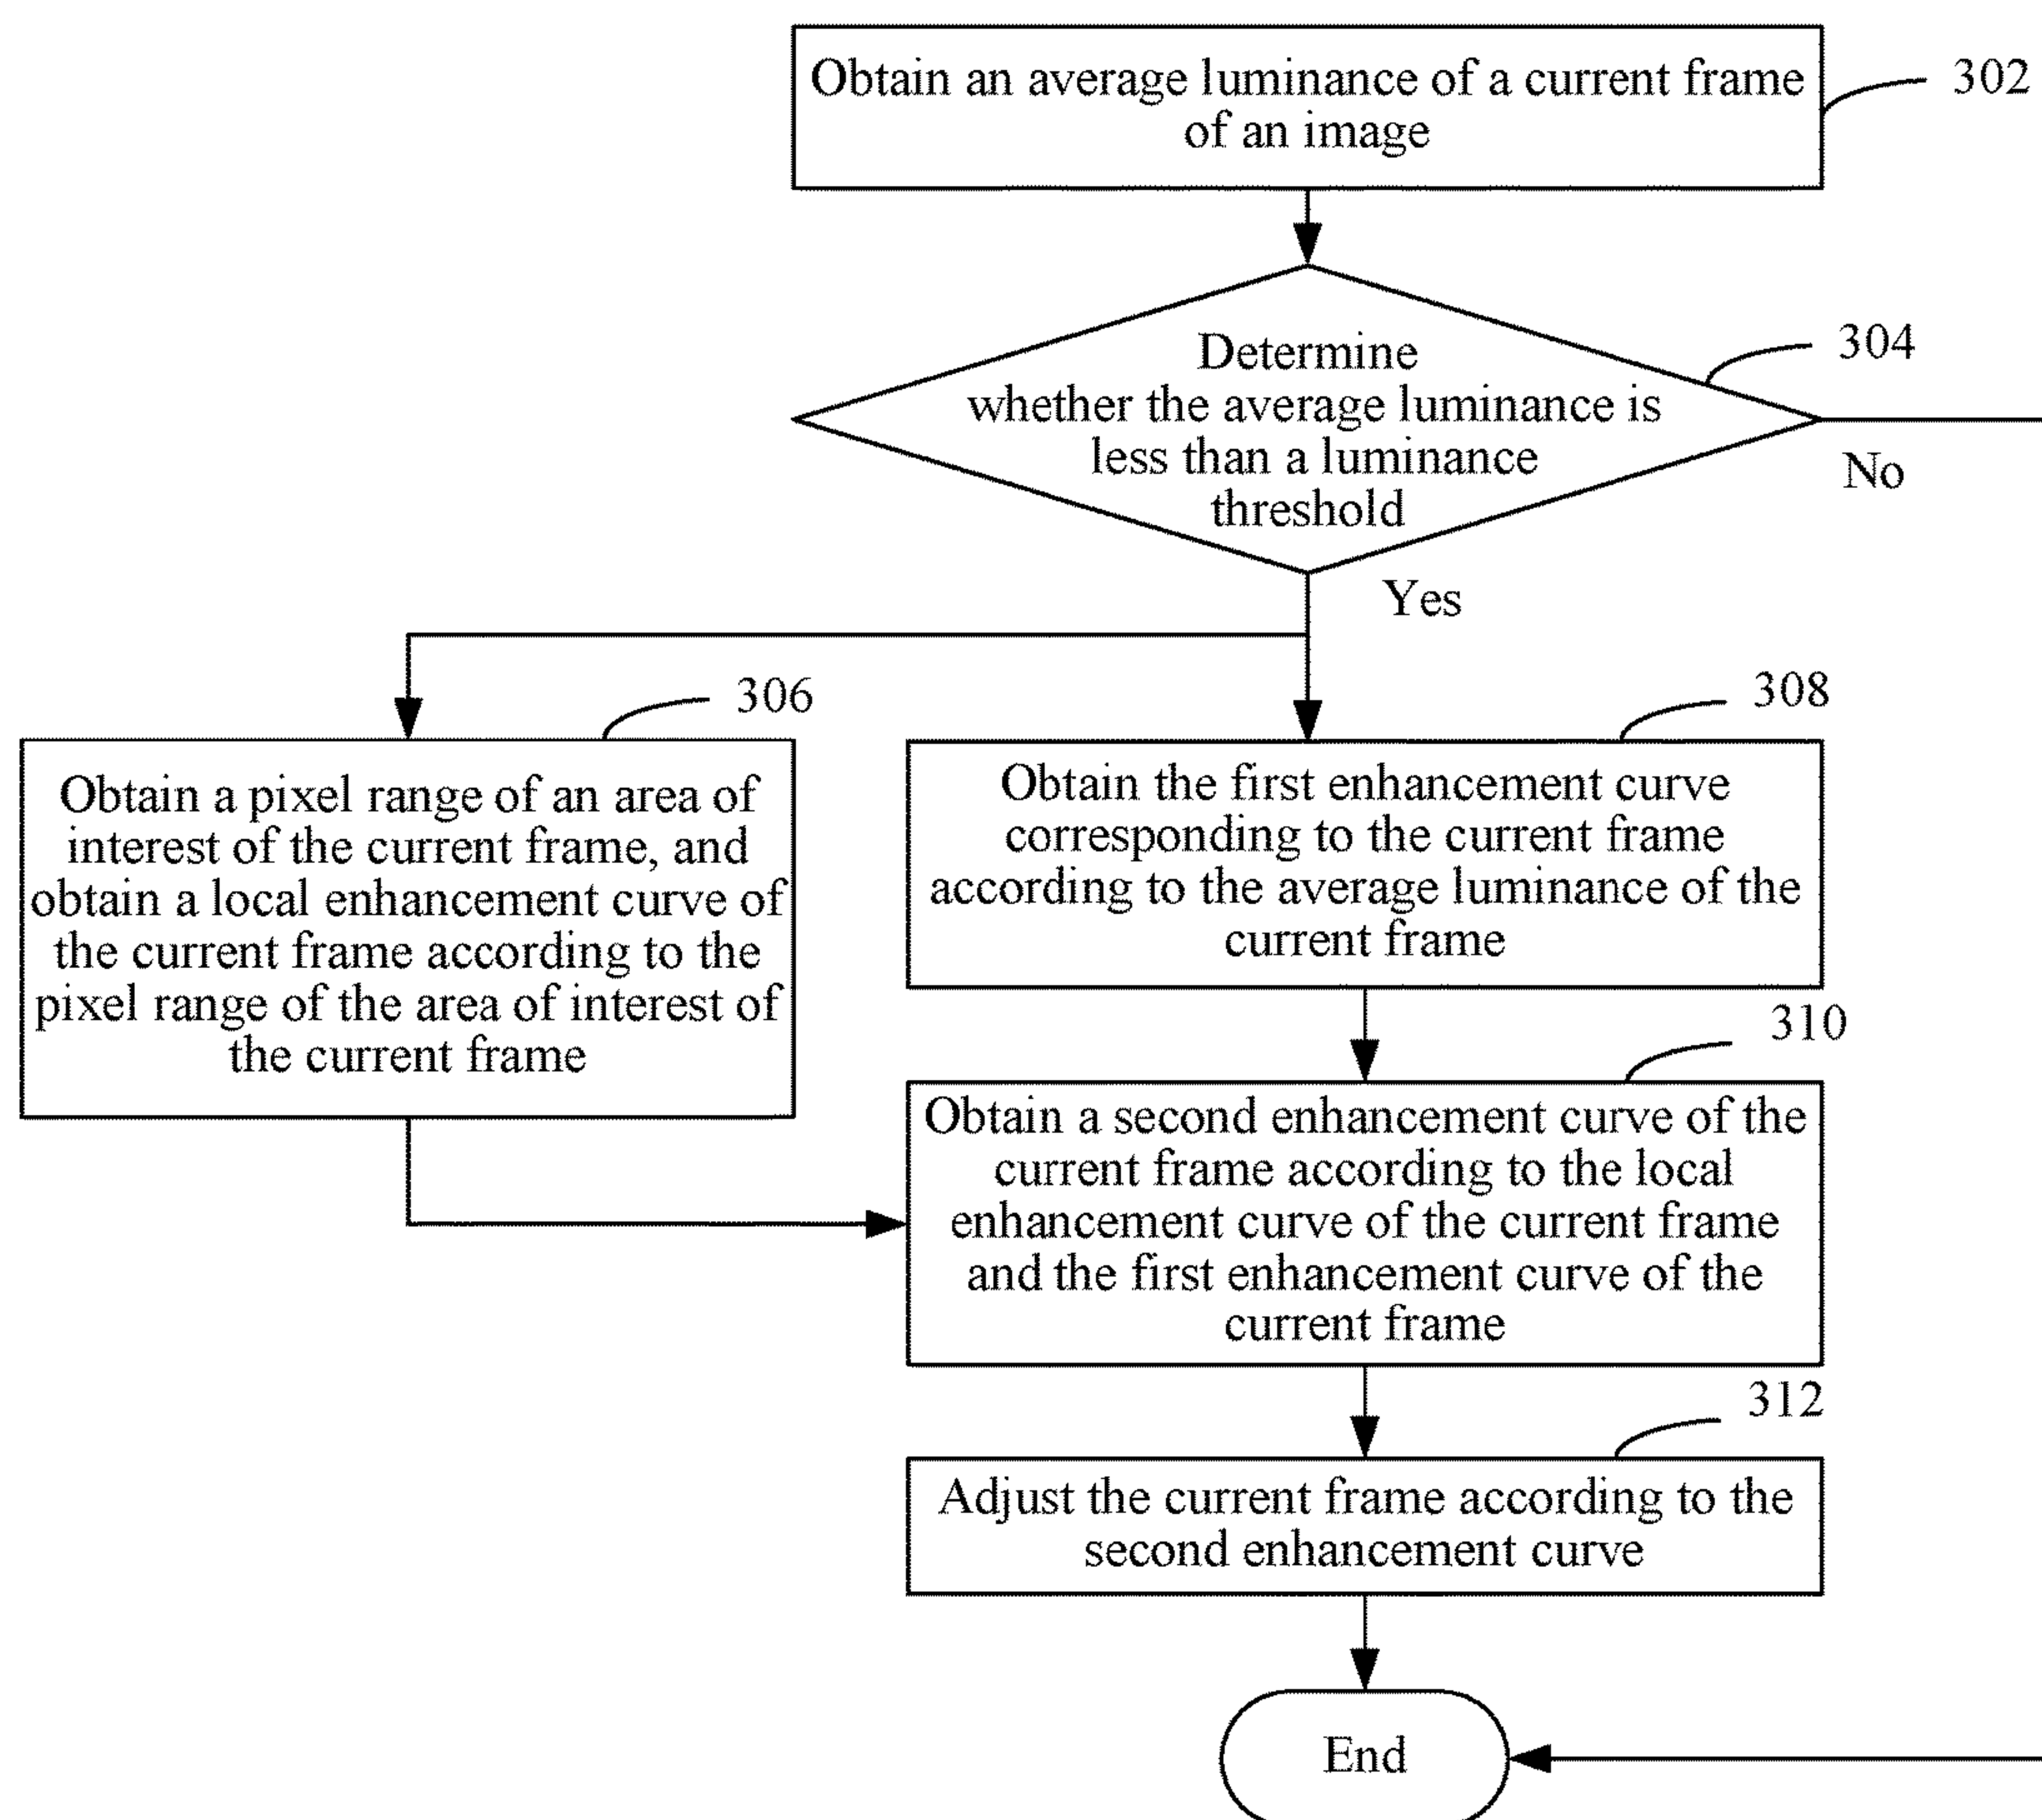 Obtain an average luminance of a current frame
of an image
302
Determine
whether the average luminance is
less than a luminance
threshold
304
No
Yes
306
Obtain a pixel range of an area of
interest of the current frame, and
obtain a local enhancement curve of
the current frame according to the
pixel range of the area of interest of
the current frame
308
Obtain the first enhancement curve
corresponding to the current frame
according to the average luminance of the
current frame
310
Obtain a second enhancement curve of the
current frame according to the local
enhancement curve of the current frame
and the first enhancement curve of the
current frame
312
Adjust the current frame according to the
second enhancement curve
End